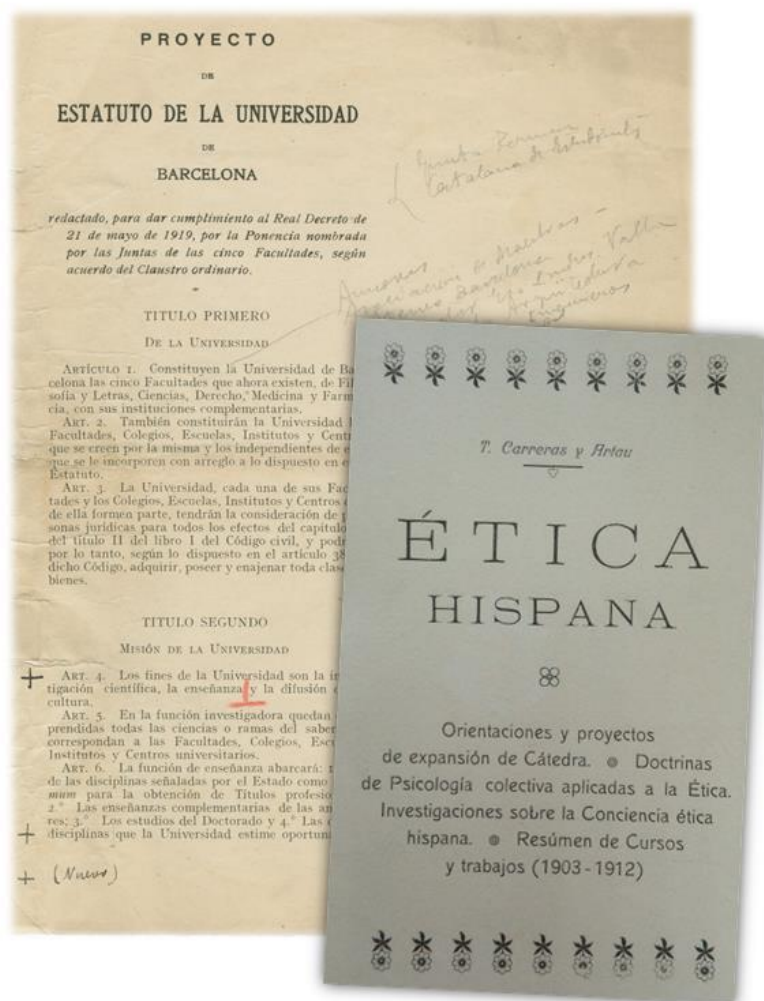 PROYECTO
DE
ESTATUTO DE LA UNIVERSIDAD
DE
BARCELONA
redactado, para dar cumplimiento al Real Decreto de
21 de mayo de 1919, por la Ponencia nombrada
por las Juntas de las cinco Facultades, según
acuerdo del Claustro ordinario.
TITULO PRIMERO
DE LA UNIVERSIDAD
ARTÍCULO 1. Constituyen la Universidad de Ba
celona las cinco Facultades que ahora existen, de Fil
sofía y Letras, Ciencias, Derecho, Medicina y Farm
cia, con sus instituciones complementarias.
ART. 2. También constituirán la Universidad l
Facultades, Colegios, Escuelas, Institutos y Centr
que se creen por la misma y los independientes de e
que se le incorporen con arreglo a lo dispuesto en e
Estatuto.
ART. 3. La Universidad, cada una de sus Fac
tades y los Colegios, Escuelas, Institutos y Centros
de ella formen parte, tendrán la consideración de p
sonas jurídicas para todos los efectos del capítulo
del título II del libro I del Código civil, y podr
por lo tanto, según lo dispuesto en el artículo 38
dicho Código, adquirir, poseer y enajenar toda clase
bienes.
TITULO SEGUNDO
MISIÓN DE LA UNIVERSIDAD
ART. 4. Los fines de la Universidad son la in
tigación científica, la enseñanza y la difusión d
cultura.
ART. 5. En la función investigadora quedan
prendidas todas las ciencias o ramas del saber
correspondan a las Facultades, Colegios, Escu
Institutos y Centros universitarios.
ART. 6. La función de enseñanza abarcará: 1
de las disciplinas señaladas por el Estado como
mum para la obtención de Títulos profesio
2.º Las enseñanzas complementarias de las an
res; 3.º Los estudios del Doctorado y 4.º Las
disciplinas que la Universidad estime oportun
(Nuevo)
T. Carreras y Artau
ÉTICA
HISPANA
Orientaciones y proyectos
de expansión de Cátedra. Doctrinas
de Psicología colectiva aplicadas a la Ética.
Investigaciones sobre la Conciencia ética
hispana. Resúmen de Cursos
y trabajos (1903-1912)